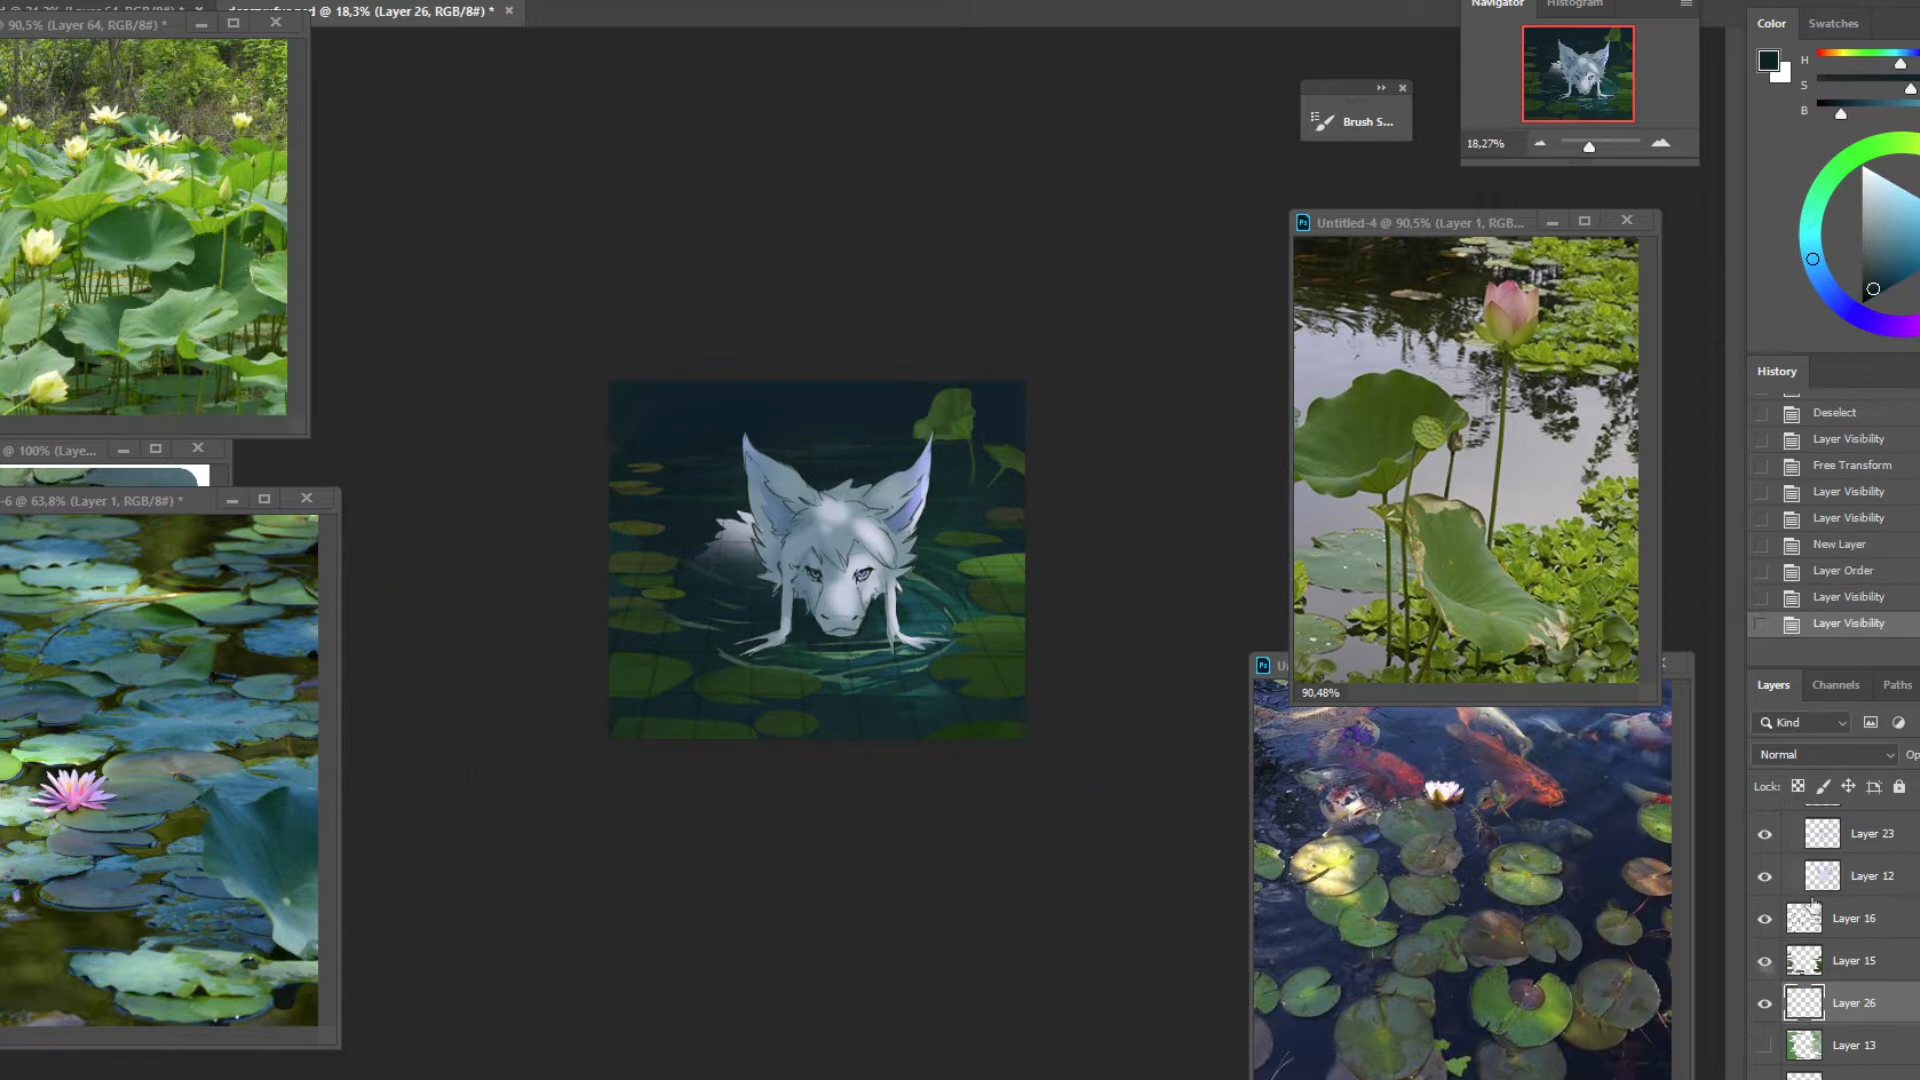 @ 18,3% (Layer 26, RGB/8#) *
90,5% (Layer 64, RGB/8#) *
@ 100% (Laye...
-6 @ 63,8% (Layer 1, RGB/8#) *
Brush S...
Navigator
Histogram
18,27%
Untitled-4 @ 90,5% (Layer 1, RGB...
90,48%
Color
Swatches
H
S
B
History
Deselect
Layer Visibility
Free Transform
Layer Visibility
Layer Visibility
New Layer
Layer Order
Layer Visibility
Layer Visibility
Layers
Channels
Paths
Kind
Normal
Op
Lock:
Layer 23
Layer 12
Layer 16
Layer 15
Layer 26
Layer 13